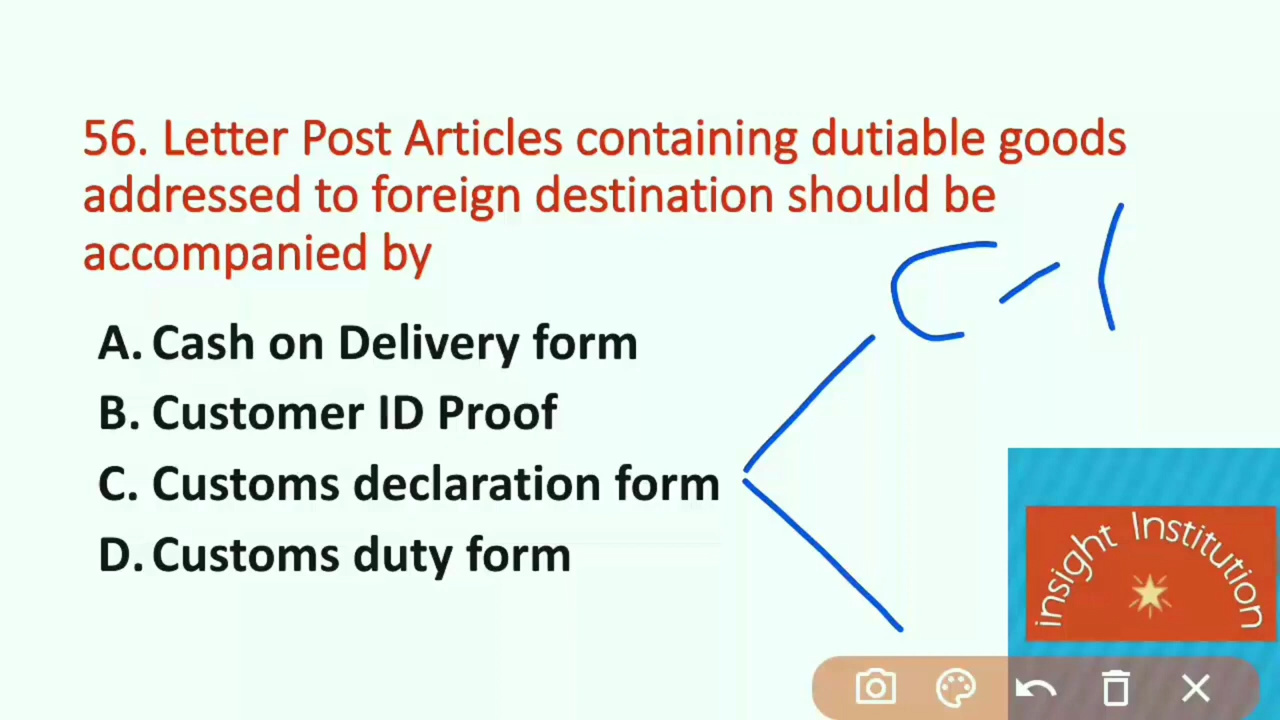 56. Letter Post Articles containing dutiable goods
addressed to foreign destination should be
accompanied by
C-1
A. Cash on Delivery form
B. Customer ID Proof
C. Customs declaration form
D. Customs duty form
insight Institution